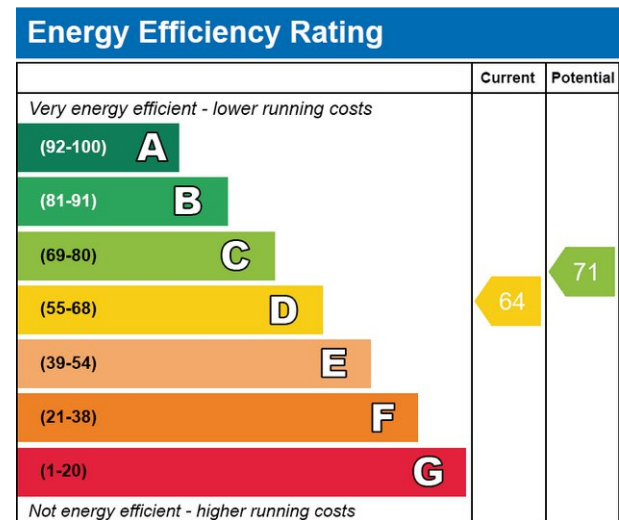 Energy Efficiency Rating
Current Potential
Very energy efficient - lower running costs
(92-100) A
(81-91) B
(69-80) C
71
(55-68) D
64
(39-54) E
(21-38) F
(1-20) G
Not energy efficient - higher running costs